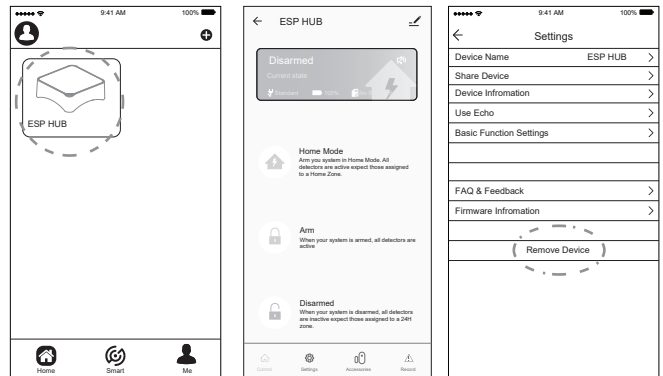 9:41 AM
100%
ESP HUB
Home
Smart
Me
ESP HUB
Disarmed
Current state
Standard
100%
Home Mode
Arm you system in Home Mode. All
detectors are active expect those assigned
to a Home Zone.
Arm
When your system is armed, all detectors are
active
Disarmed
When your system is disarmed, all detectors
are inactive expect those assigned to a 24H
zone.
Control
Settings
Accessories
Record
9:41 AM
100%
Settings
Device Name
ESP HUB
Share Device
Device Infromation
Use Echo
Basic Function Settings
FAQ & Feedback
Firmware Infromation
Remove Device